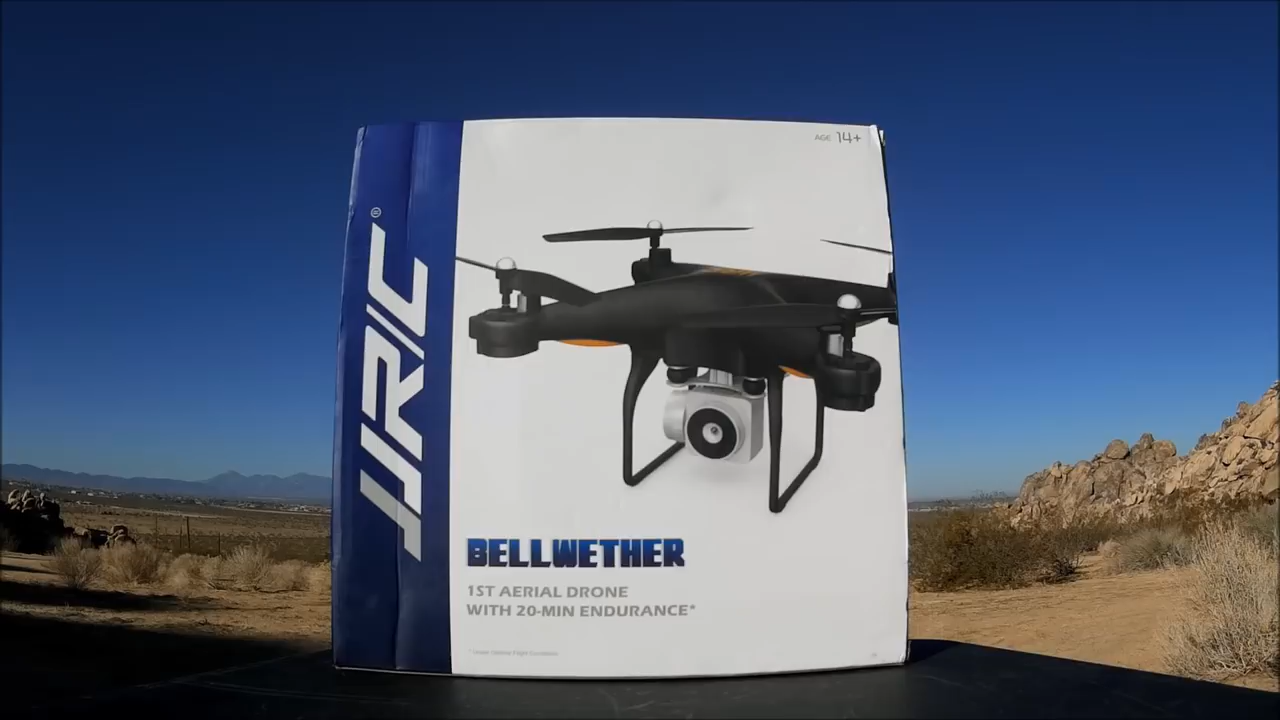 AGE 14+
JJRC®
BELLWETHER
1ST AERIAL DRONE
WITH 20-MIN ENDURANCE*